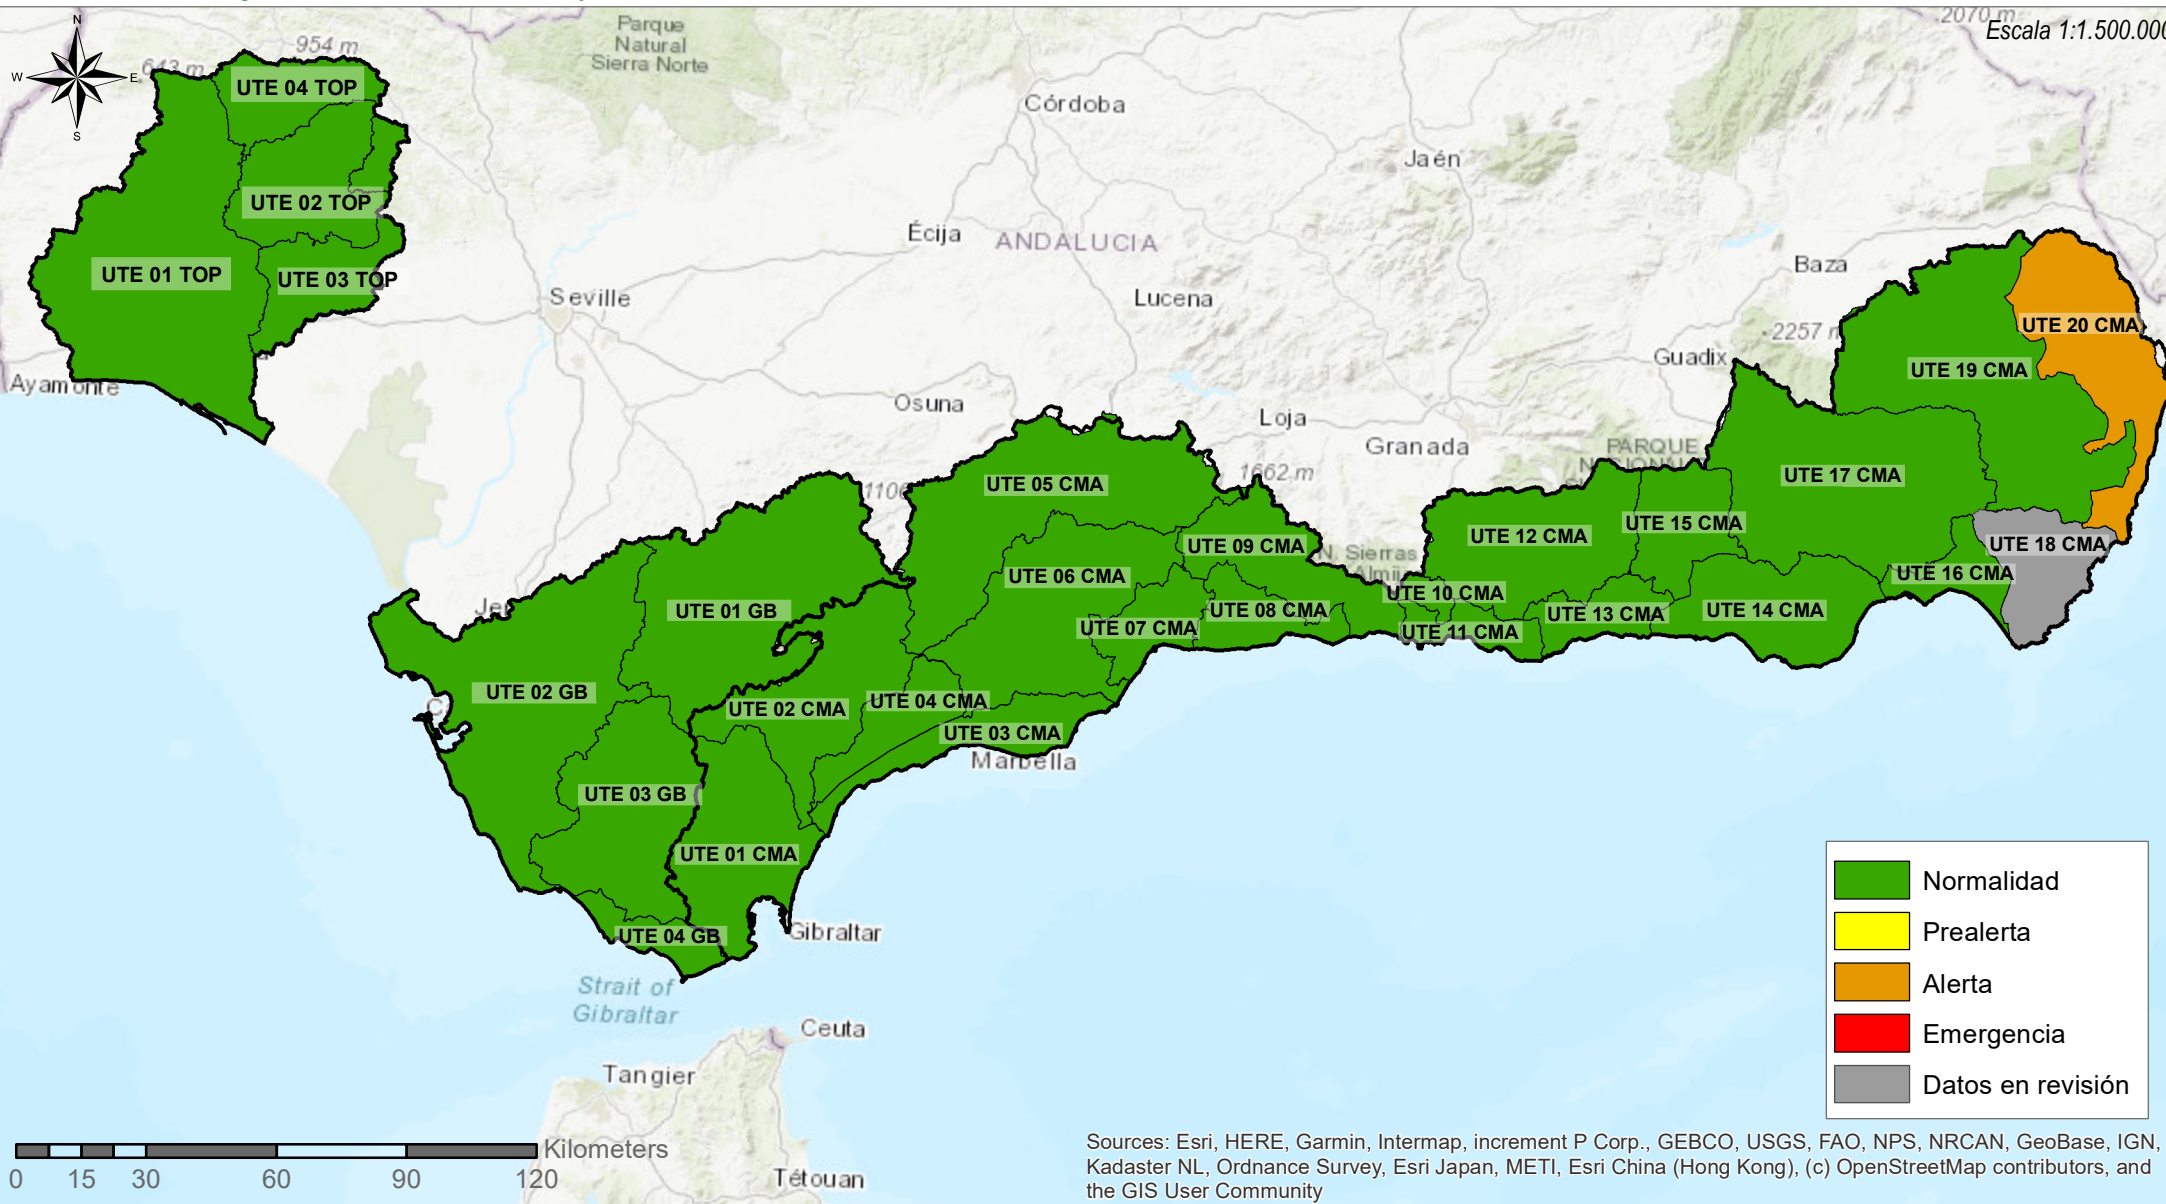 Escala 1:1.500.000
2070 m
N
W
E
S
954 m
643 m
Parque
Natural
Sierra Norte
Córdoba
Jaén
Écija
ANDALUCIA
Seville
Lucena
Baza
2257 m
Guadix
Ayamonte
Osuna
Loja
Granada
PARQUE
1662 m
1106
N. Sierras
Marbella
Gibraltar
Strait of
Gibraltar
Ceuta
Tangier
Tétouan
UTE 04 TOP
UTE 02 TOP
UTE 01 TOP
UTE 03 TOP
UTE 20 CMA
UTE 19 CMA
UTE 17 CMA
UTE 05 CMA
UTE 15 CMA
UTE 12 CMA
UTE 09 CMA
UTE 18 CMA
UTE 16 CMA
UTE 06 CMA
UTE 10 CMA
UTE 01 GB
UTE 08 CMA
UTE 13 CMA
UTE 14 CMA
UTE 07 CMA
UTE 11 CMA
UTE 02 GB
UTE 02 CMA
UTE 04 CMA
UTE 03 CMA
UTE 03 GB
UTE 01 CMA
UTE 04 GB
Normalidad
Prealerta
Alerta
Emergencia
Datos en revisión
Kilometers
0 15 30 60 90 120
Sources: Esri, HERE, Garmin, Intermap, increment P Corp., GEBCO, USGS, FAO, NPS, NRCAN, GeoBase, IGN,
Kadaster NL, Ordnance Survey, Esri Japan, METI, Esri China (Hong Kong), (c) OpenStreetMap contributors, and
the GIS User Community